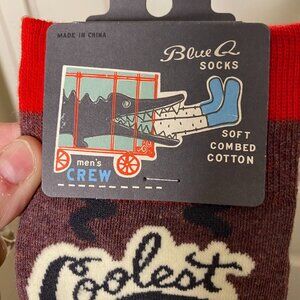 MADE IN CHINA
Blue Q
SOCKS
SOFT
COMBED
COTTON
men's
CREW
Coolest